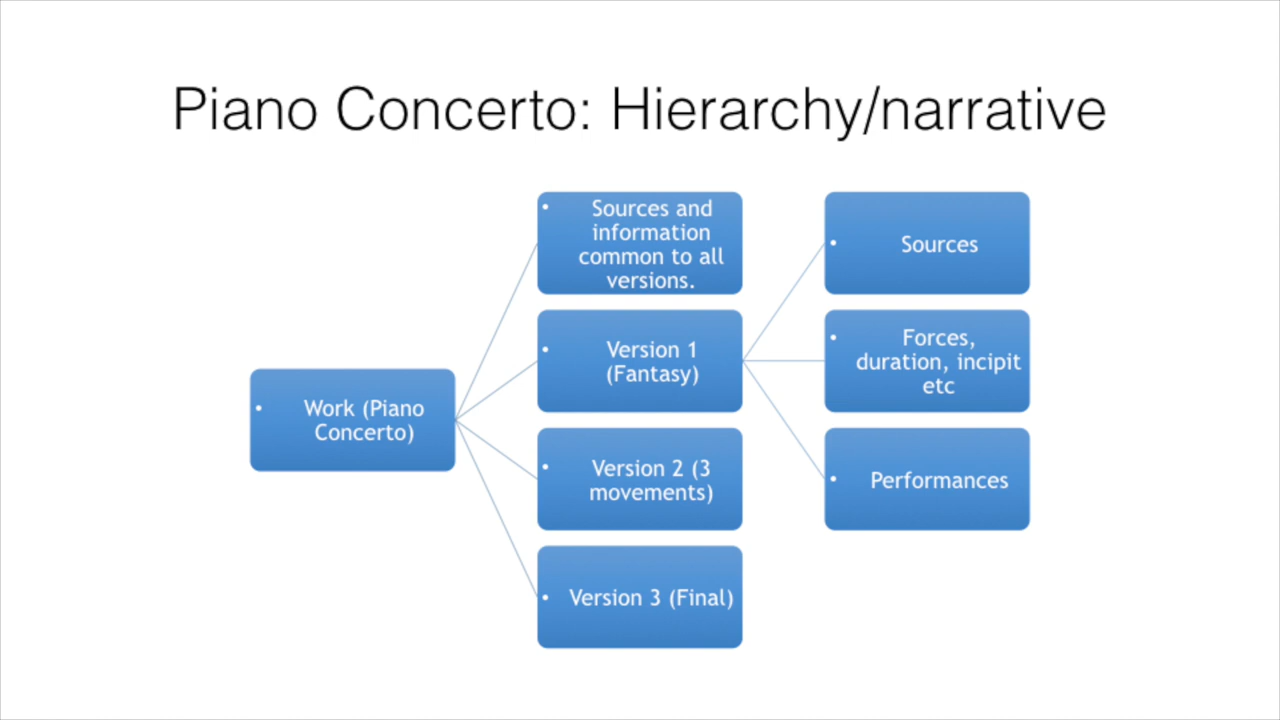 Piano Concerto: Hierarchy/narrative
• Work (Piano
Concerto)
• Sources and
information
common to all
versions.
• Version 1
(Fantasy)
• Version 2 (3
movements)
• Version 3 (Final)
• Sources
• Forces,
duration, incipit
etc
• Performances